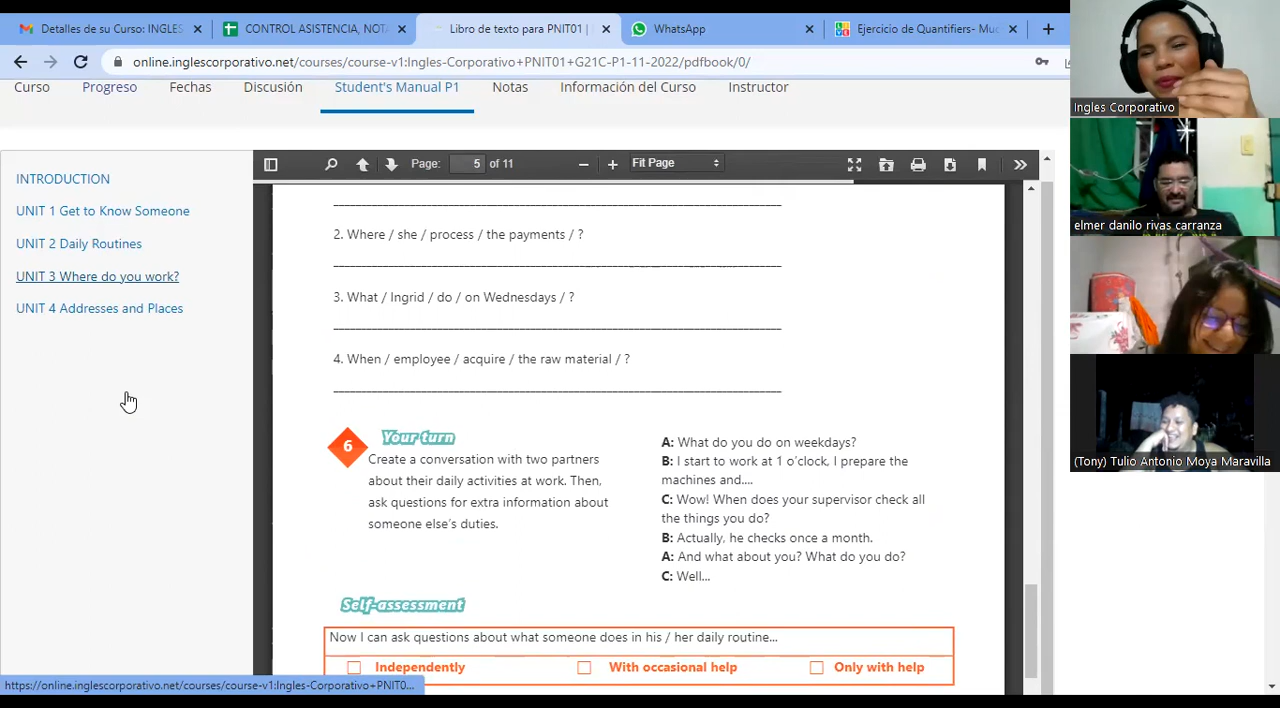 Detalles de su Curso: INGLES
CONTROL ASISTENCIA, NOTA
Libro de texto para PNIT01 |
WhatsApp
Ejercicio de Quantifiers- Muc
online.inglescorporativo.net/courses/course-v1:Ingles-Corporativo+PNIT01+G21C-P1-11-2022/pdfbook/0/
Curso
Progreso
Fechas
Discusión
Student's Manual P1
Notas
Información del Curso
Instructor
Page: 5 of 11
Fit Page
INTRODUCTION
UNIT 1 Get to Know Someone
UNIT 2 Daily Routines
UNIT 3 Where do you work?
UNIT 4 Addresses and Places
2. Where / she / process / the payments / ?
3. What / Ingrid / do / on Wednesdays / ?
4. When / employee / acquire / the raw material / ?
6
Your turn
Create a conversation with two partners
about their daily activities at work. Then,
ask questions for extra information about
someone else's duties.
A: What do you do on weekdays?
B: I start to work at 1 o'clock, I prepare the
machines and....
C: Wow! When does your supervisor check all
the things you do?
B: Actually, he checks once a month.
A: And what about you? What do you do?
C: Well...
Self-assessment
Now I can ask questions about what someone does in his / her daily routine...
Independently
With occasional help
Only with help
https://online.inglescorporativo.net/courses/course-v1:Ingles-Corporativo+PNIT0...
Ingles Corporativo
elmer danilo rivas carranza
(Tony) Tulio Antonio Moya Maravilla